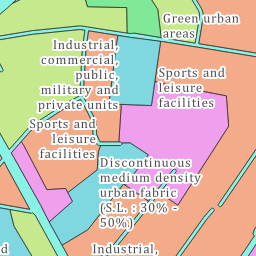 Green urban
areas
Industrial,
commercial,
public,
military and
private units
Sports and
leisure
facilities
Sports and
leisure
facilities
Discontinuous
medium density
urban fabric
(S.L. : 30% -
50%)
Industrial,
d